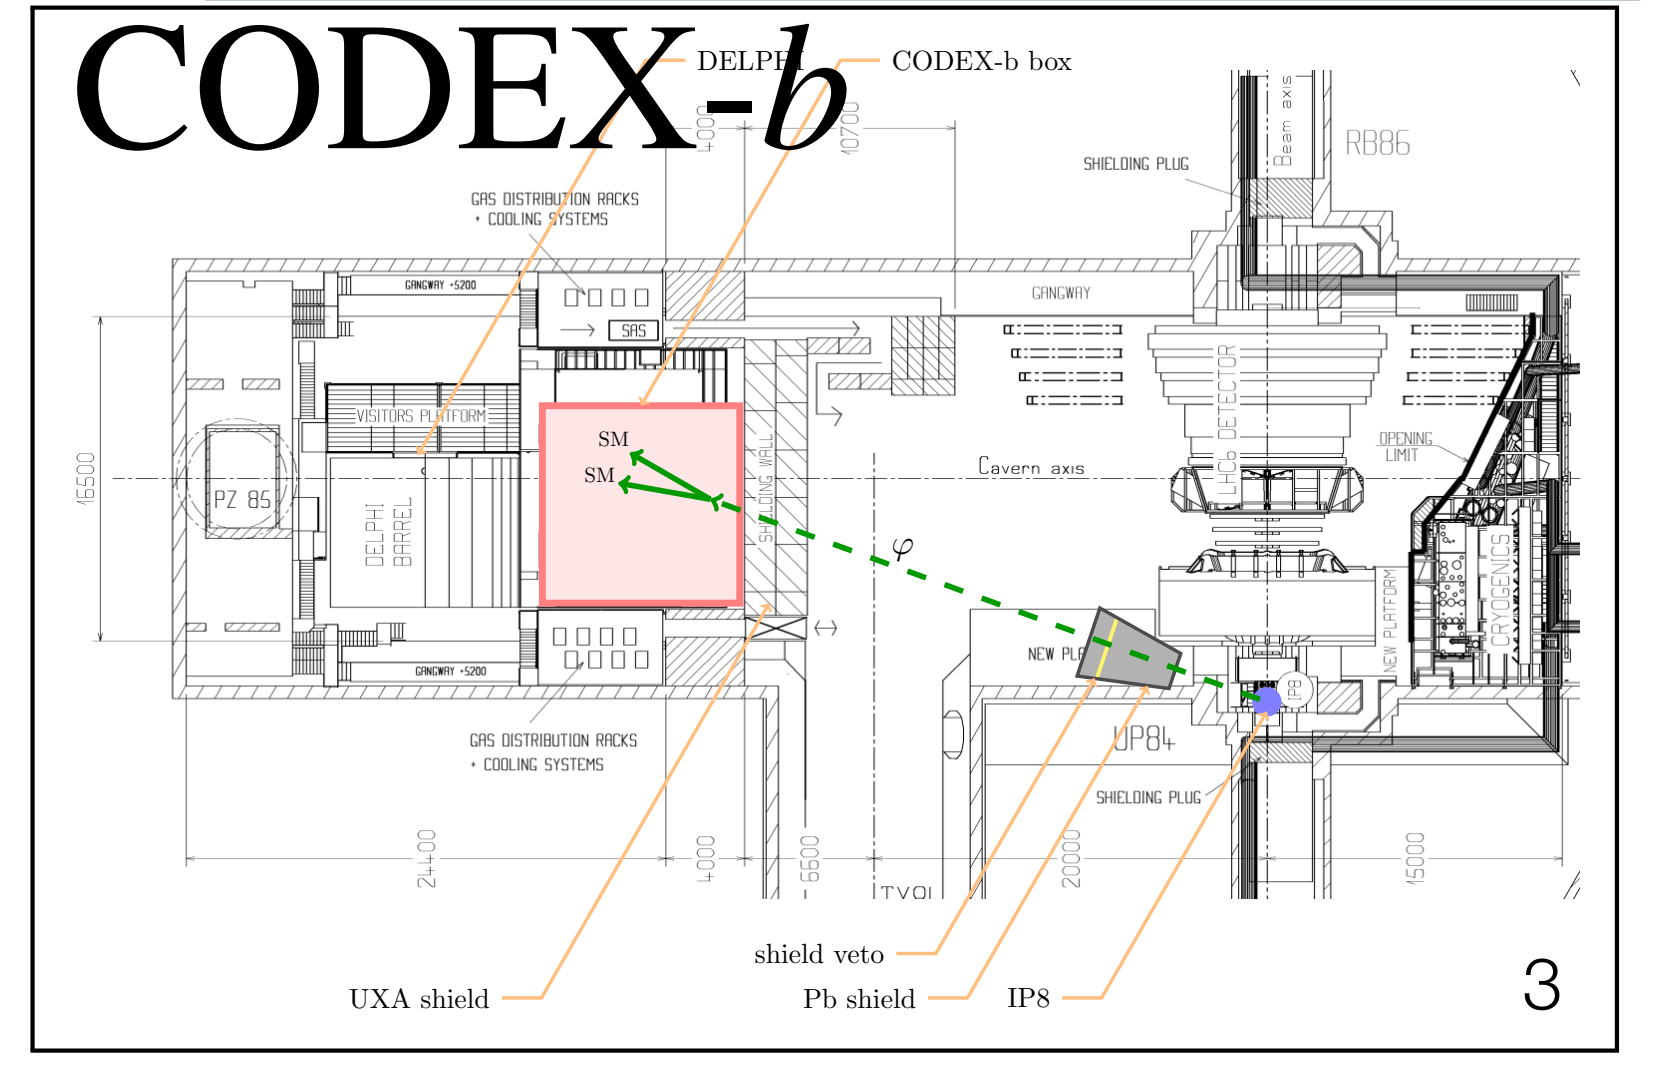 CODEX-b
DELPHI
CODEX-b box
4000
10700
Beam axis
RB86
SHIELDING PLUG
GAS DISTRIBUTION RACKS
+ COOLING SYSTEMS
GANGWAY +5200
GANGWAY
SAS
VISITORS PLATFORM
LHCb DETECTOR
OPENING
LIMIT
SM
SM
SHIELDING WALL
Cavern axis
16500
PZ 85
DELPHI
BARREL
φ
CRYOGENICS
NEW PLATFORM
NEW PLA
IP8
GANGWAY +5200
GAS DISTRIBUTION RACKS
+ COOLING SYSTEMS
UP84
SHIELDING PLUG
24400
4000
6600
20000
15000
shield veto
UXA shield
Pb shield
IP8
3